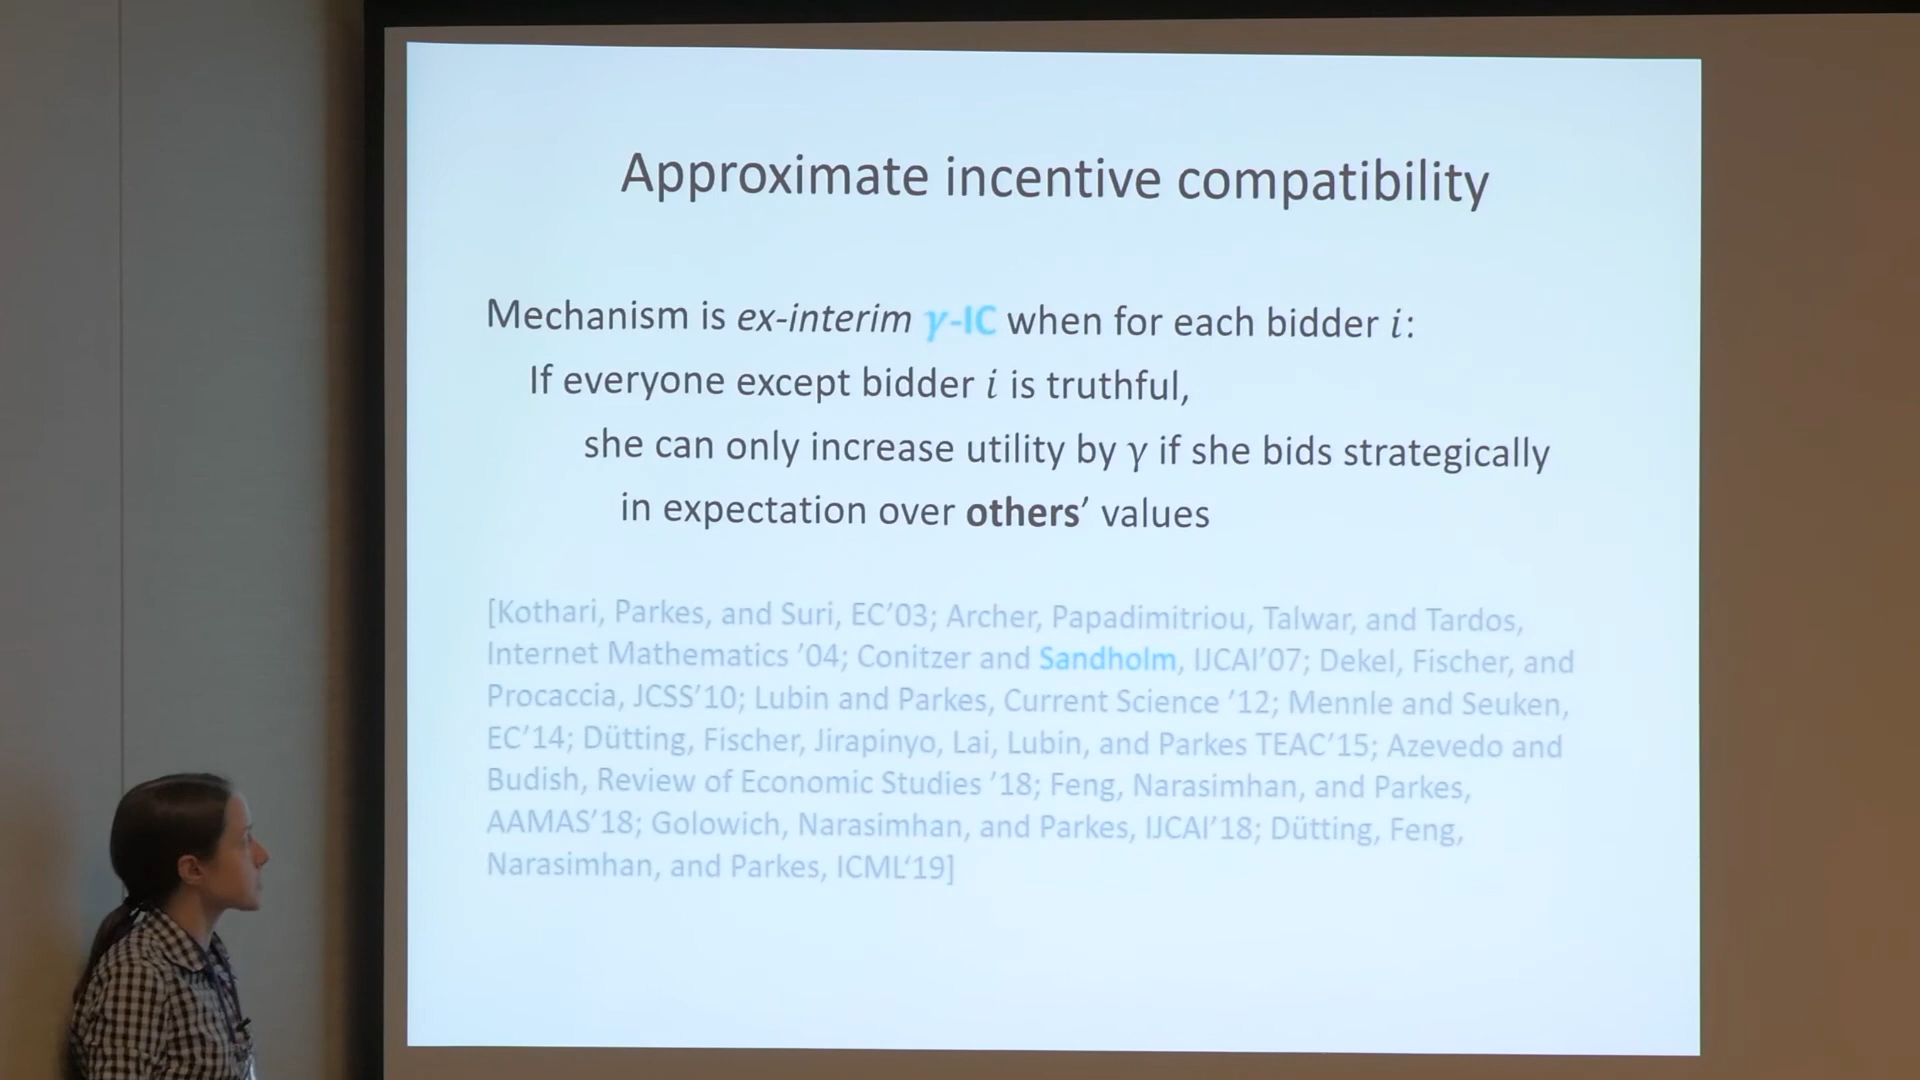 Approximate incentive compatibility
Mechanism is ex-interim γ-IC when for each bidder i:
If everyone except bidder i is truthful,
she can only increase utility by γ if she bids strategically
in expectation over others’ values
[Kothari, Parkes, and Suri, EC’03; Archer, Papadimitriou, Talwar, and Tardos,
Internet Mathematics ’04; Conitzer and Sandholm, IJCAI’07; Dekel, Fischer, and
Procaccia, JCSS’10; Lubin and Parkes, Current Science ’12; Mennle and Seuken,
EC’14; Dütting, Fischer, Jirapinyo, Lai, Lubin, and Parkes TEAC’15; Azevedo and
Budish, Review of Economic Studies ’18; Feng, Narasimhan, and Parkes,
AAMAS’18; Golowich, Narasimhan, and Parkes, IJCAI’18; Dütting, Feng,
Narasimhan, and Parkes, ICML‘19]